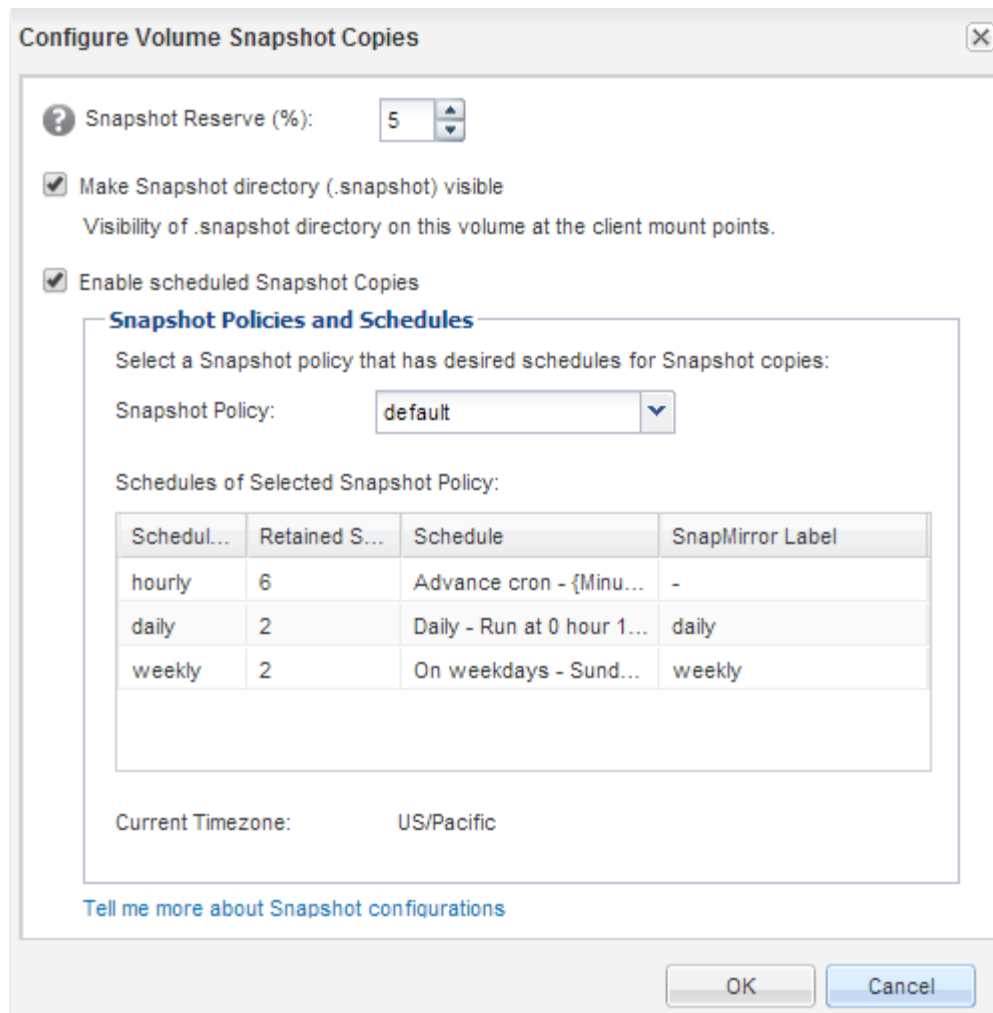 Configure Volume Snapshot Copies
Snapshot Reserve (%): 5
Make Snapshot directory (.snapshot) visible
Visibility of .snapshot directory on this volume at the client mount points.
Enable scheduled Snapshot Copies
Snapshot Policies and Schedules
Select a Snapshot policy that has desired schedules for Snapshot copies:
Snapshot Policy: default
Schedules of Selected Snapshot Policy:
Schedul... Retained S... Schedule SnapMirror Label
hourly 6 Advance cron - {Minu... -
daily 2 Daily - Run at 0 hour 1... daily
weekly 2 On weekdays - Sund... weekly
Current Timezone: US/Pacific
Tell me more about Snapshot configurations
OK Cancel